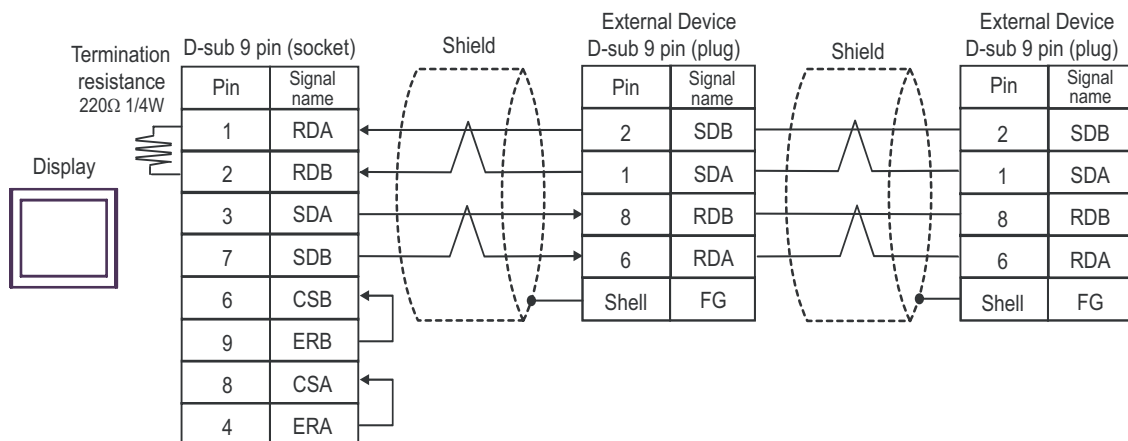 External Device
External Device
Termination
resistance
220Ω 1/4W
D-sub 9 pin (socket)
Shield
D-sub 9 pin (plug)
Shield
D-sub 9 pin (plug)
Pin Signal name
Pin Signal name
Pin Signal name
1 RDA 2 SDB 2 SDB
Display
2 RDB 1 SDA 1 SDA
3 SDA 8 RDB 8 RDB
7 SDB 6 RDA 6 RDA
6 CSB Shell FG Shell FG
9 ERB
8 CSA
4 ERA